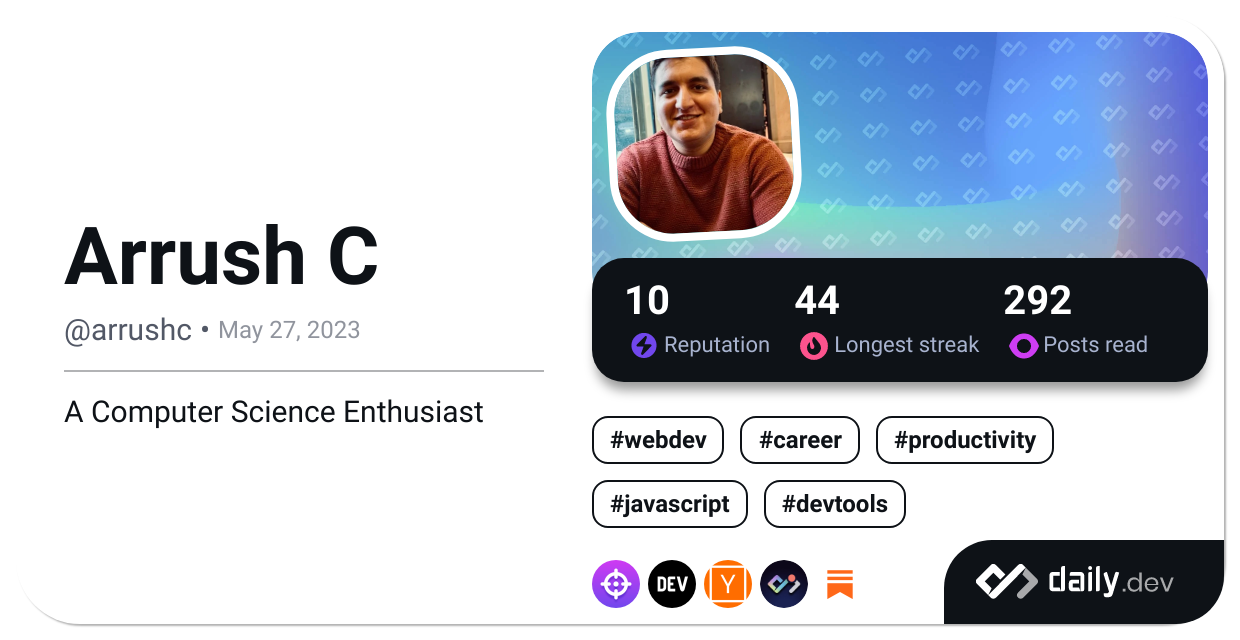 Arrush C
@arrushc • May 27, 2023
A Computer Science Enthusiast
10 44 292
Reputation Longest streak Posts read
#webdev #career #productivity
#javascript #devtools
DEV Y
daily.dev